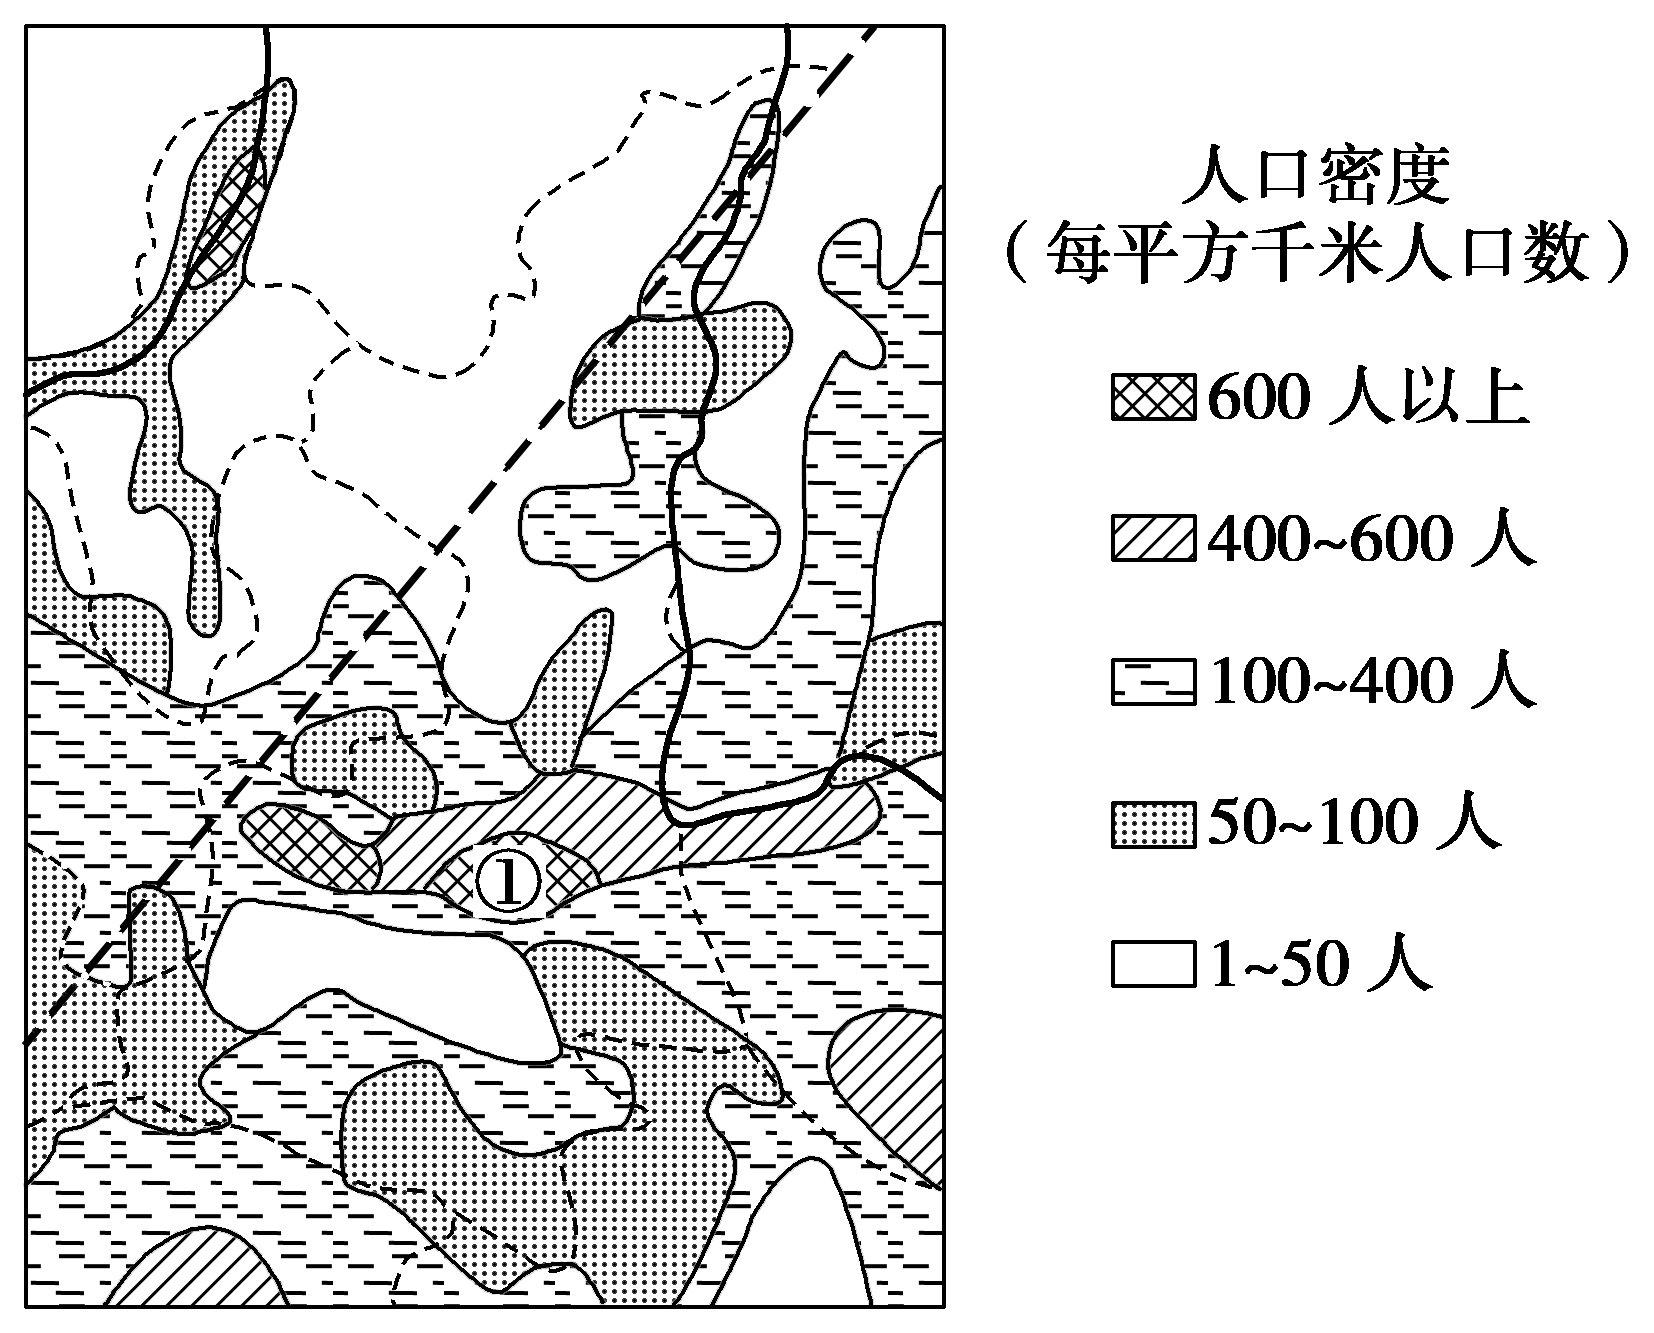 人口密度
(每平方千米人口数)
600 人以上
400~600 人
100~400 人
50~100 人
1~50 人
①